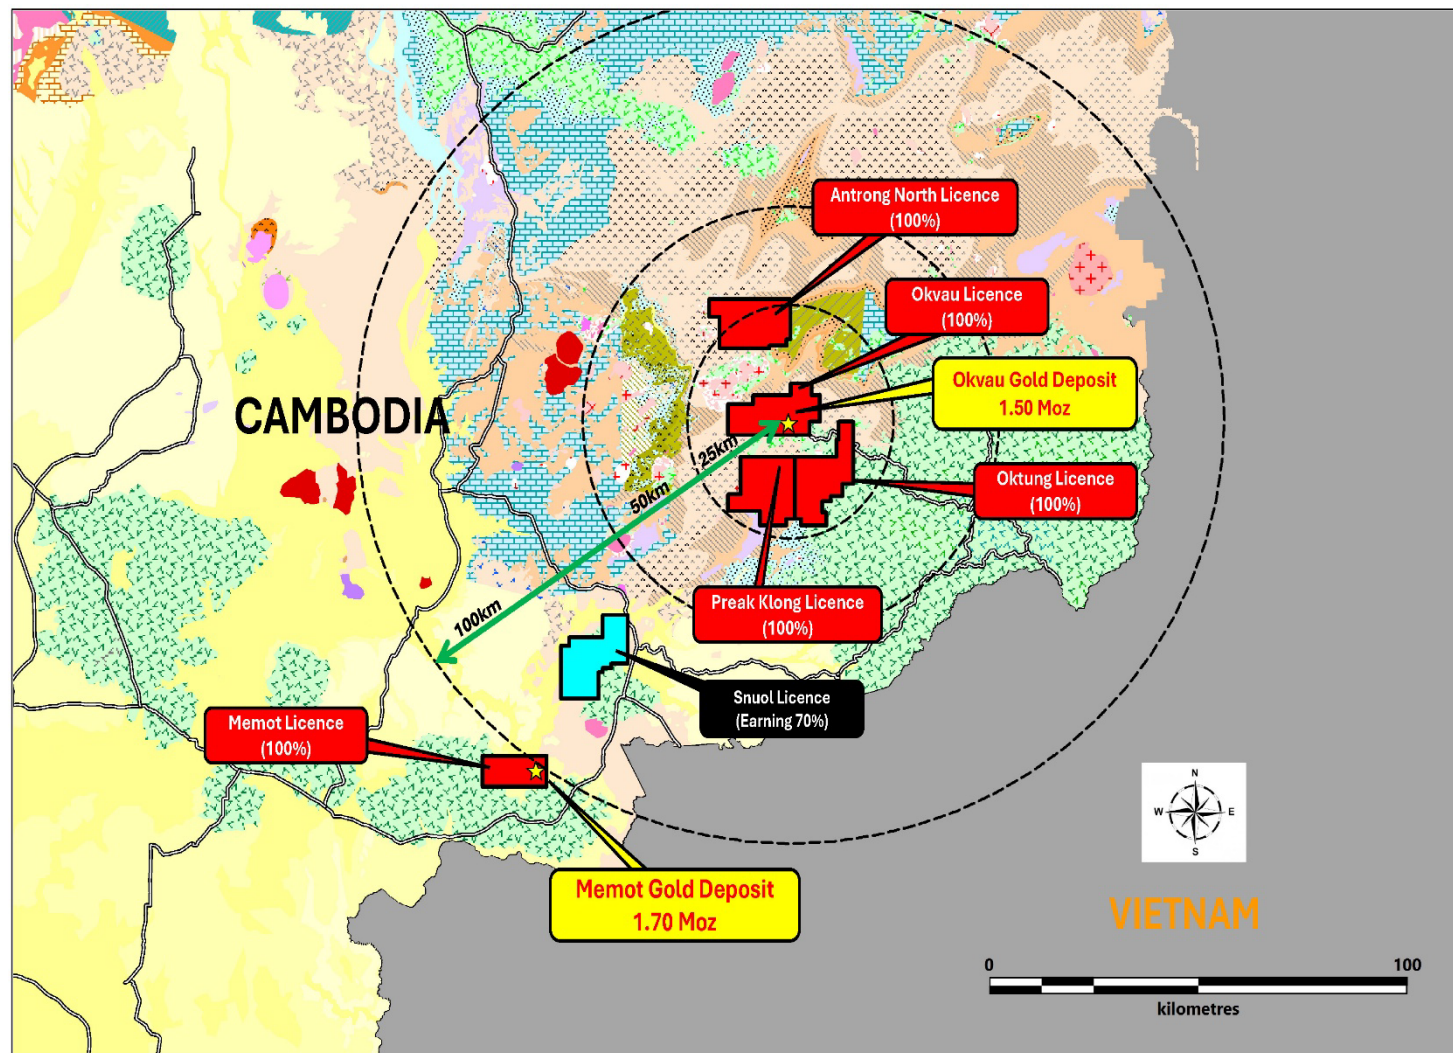 Antrong North Licence
(100%)
Okvau Licence
(100%)
Okvau Gold Deposit
1.50 Moz
CAMBODIA
25km
50km
Oktung Licence
(100%)
100km
Preak Klong Licence
(100%)
Snuol Licence
(Earning 70%)
Memot Licence
(100%)
N
W
E
S
Memot Gold Deposit
1.70 Moz
VIETNAM
0
100
kilometres